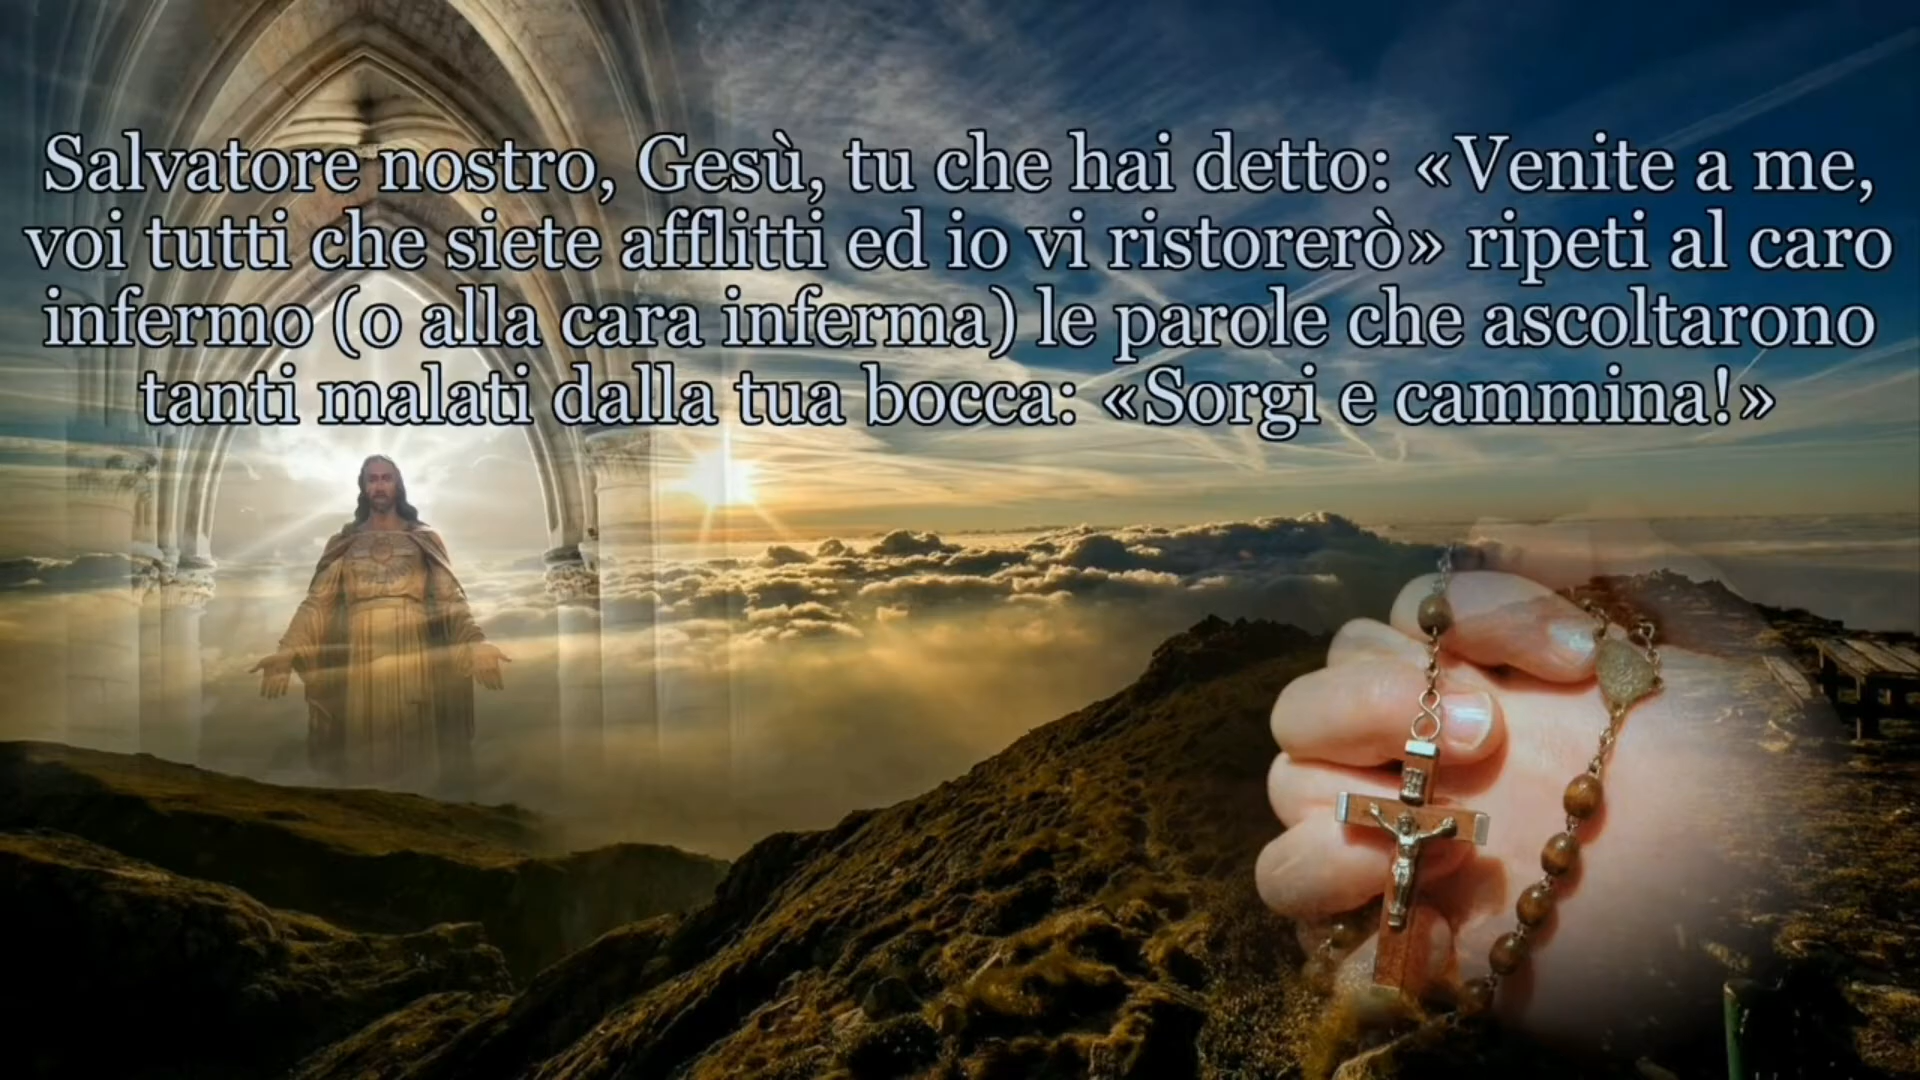 Salvatore nostro, Gesù, tu che hai detto: «Venite a me,
voi tutti che siete afflitti ed io vi ristorerò» ripeti al caro
infermo (o alla cara inferma) le parole che ascoltarono
tanti malati dalla tua bocca: «Sorgi e cammina!»